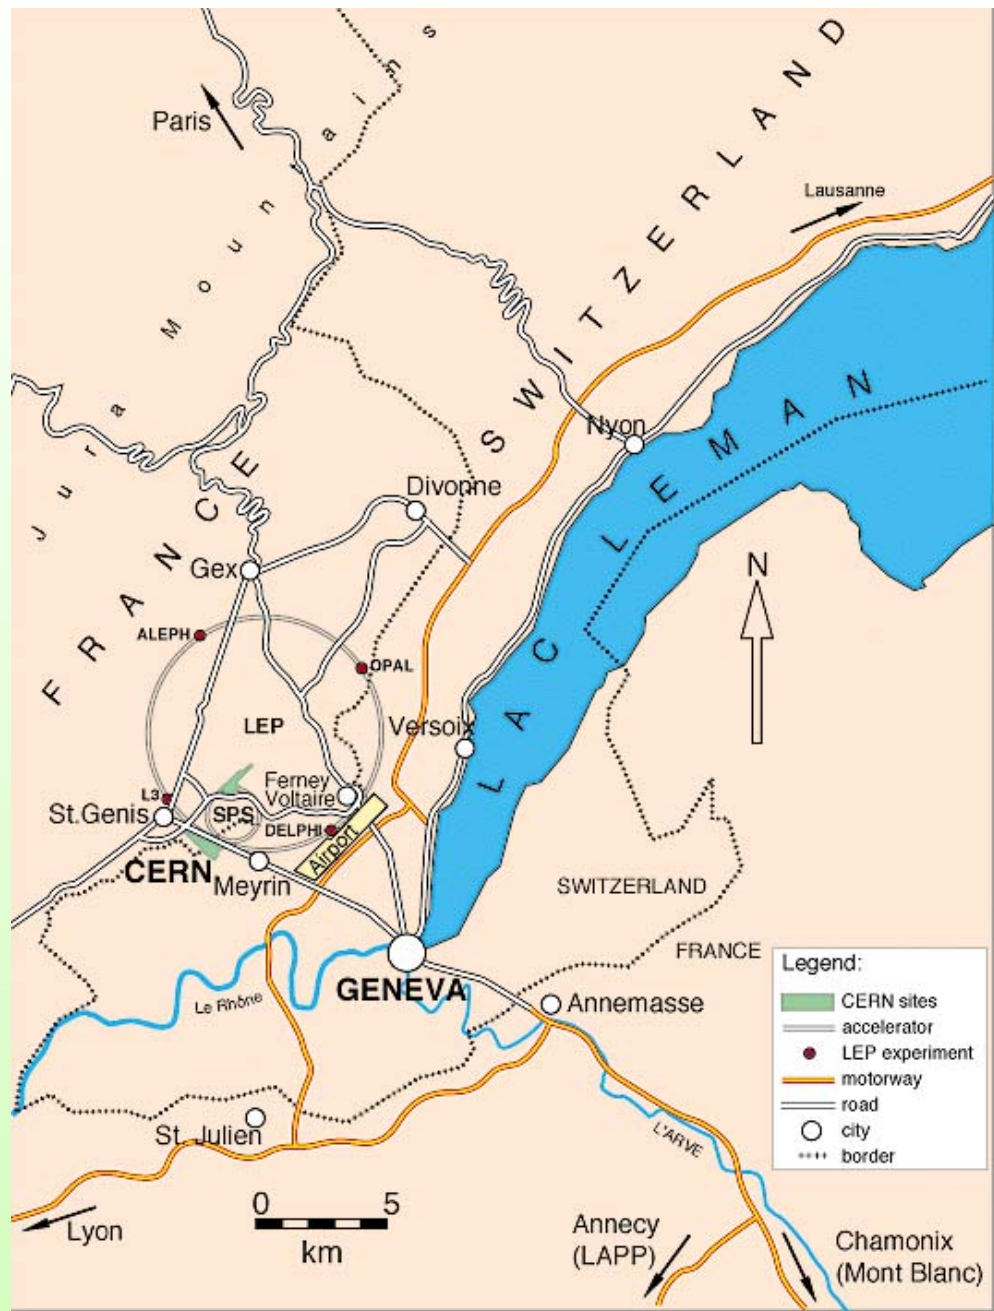 Paris
Jura Mountains
SWITZERLAND
Lausanne
FRANCE
LAC LEMAN
Nyon
Divonne
Gex
N
ALEPH
OPAL
LEP
Versoix
Ferney
Voltaire
L3
St.Genis
SPS
DELPHI
Airport
CERN
Meyrin
SWITZERLAND
FRANCE
GENEVA
Le Rhône
Annemasse
St. Julien
L'ARVE
Lyon
0 5
km
Annecy
(LAPP)
Chamonix
(Mont Blanc)
Legend:
CERN sites
accelerator
LEP experiment
motorway
road
city
border